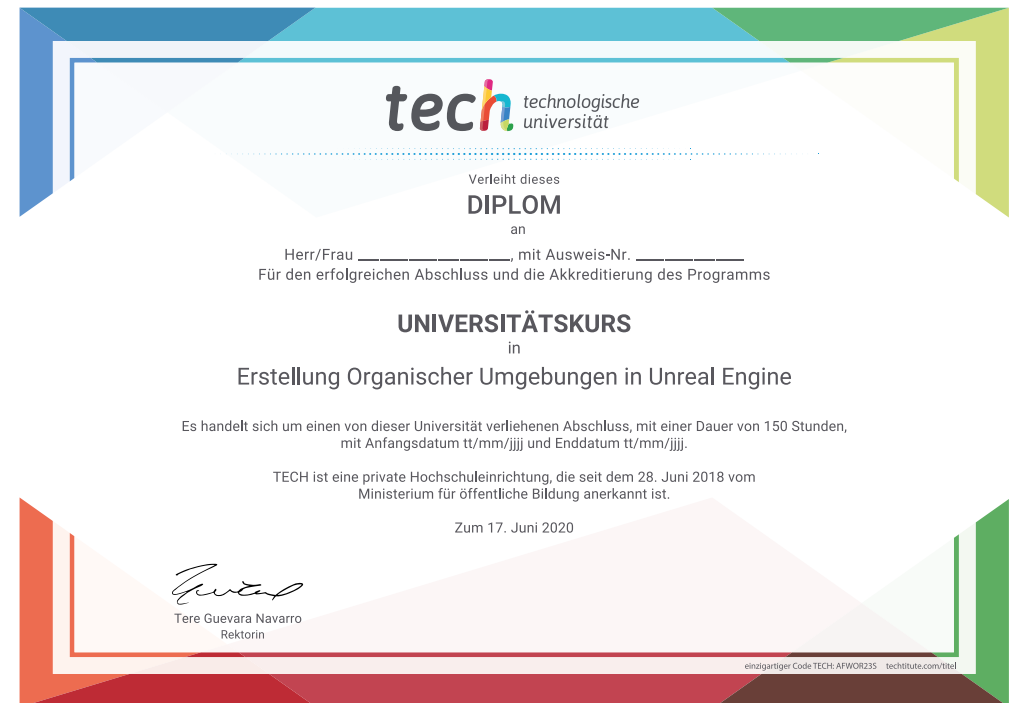 tech technologische
universität
Verleiht dieses
DIPLOM
an
Herr/Frau ____________________, mit Ausweis-Nr. ______________
Für den erfolgreichen Abschluss und die Akkreditierung des Programms
UNIVERSITÄTSKURS
in
Erstellung Organischer Umgebungen in Unreal Engine
Es handelt sich um einen von dieser Universität verliehenen Abschluss, mit einer Dauer von 150 Stunden,
mit Anfangsdatum tt/mm/jjjj und Enddatum tt/mm/jjjj.
TECH ist eine private Hochschuleinrichtung, die seit dem 28. Juni 2018 vom
Ministerium für öffentliche Bildung anerkannt ist.
Zum 17. Juni 2020
Tere Guevara Navarro
Rektorin
einzigartiger Code TECH: AFWOR23S techtitute.com/titel